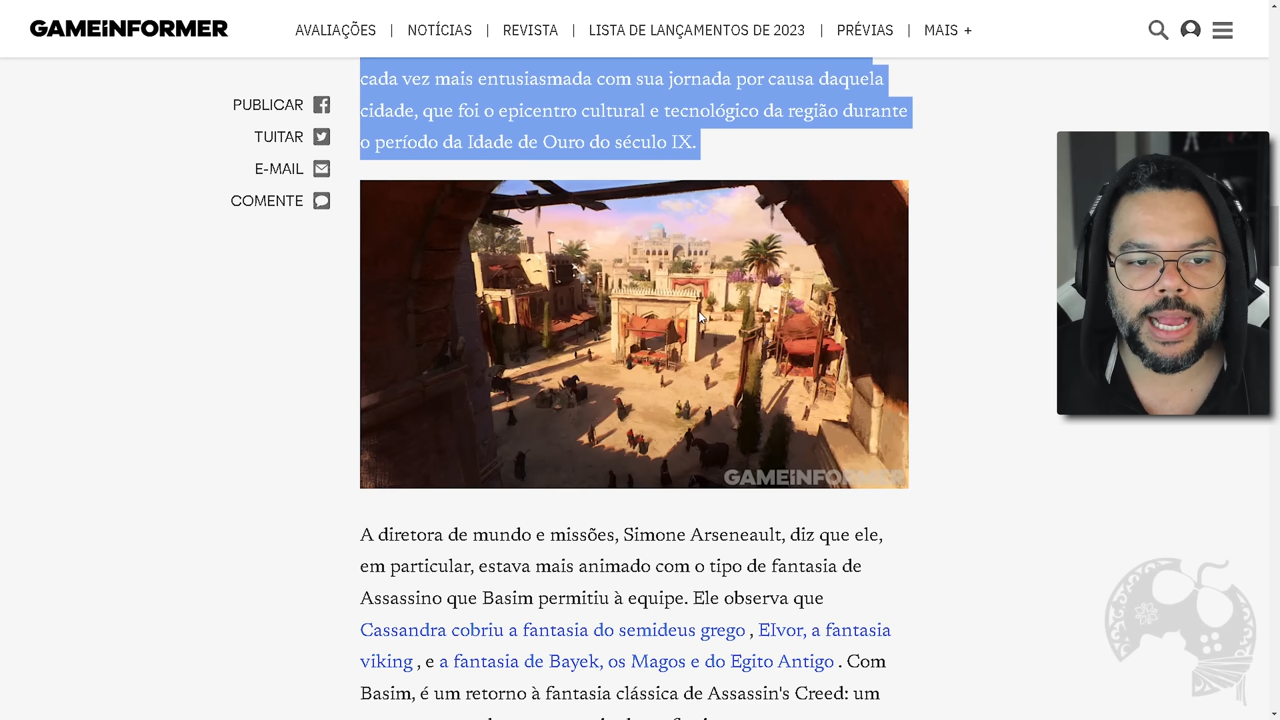 GAMEiNFORMER
AVALIAÇÕES | NOTÍCIAS | REVISTA | LISTA DE LANÇAMENTOS DE 2023 | PRÉVIAS | MAIS +
PUBLICAR
TUITAR
E-MAIL
COMENTE
cada vez mais entusiasmada com sua jornada por causa daquela
cidade, que foi o epicentro cultural e tecnológico da região durante
o período da Idade de Ouro do século IX.
GAMEiNFORMER
A diretora de mundo e missões, Simone Arseneault, diz que ele,
em particular, estava mais animado com o tipo de fantasia de
Assassino que Basim permitiu à equipe. Ele observa que
Cassandra cobriu a fantasia do semideus grego , EIvor, a fantasia
viking , e a fantasia de Bayek, os Magos e do Egito Antigo . Com
Basim, é um retorno à fantasia clássica de Assassin's Creed: um